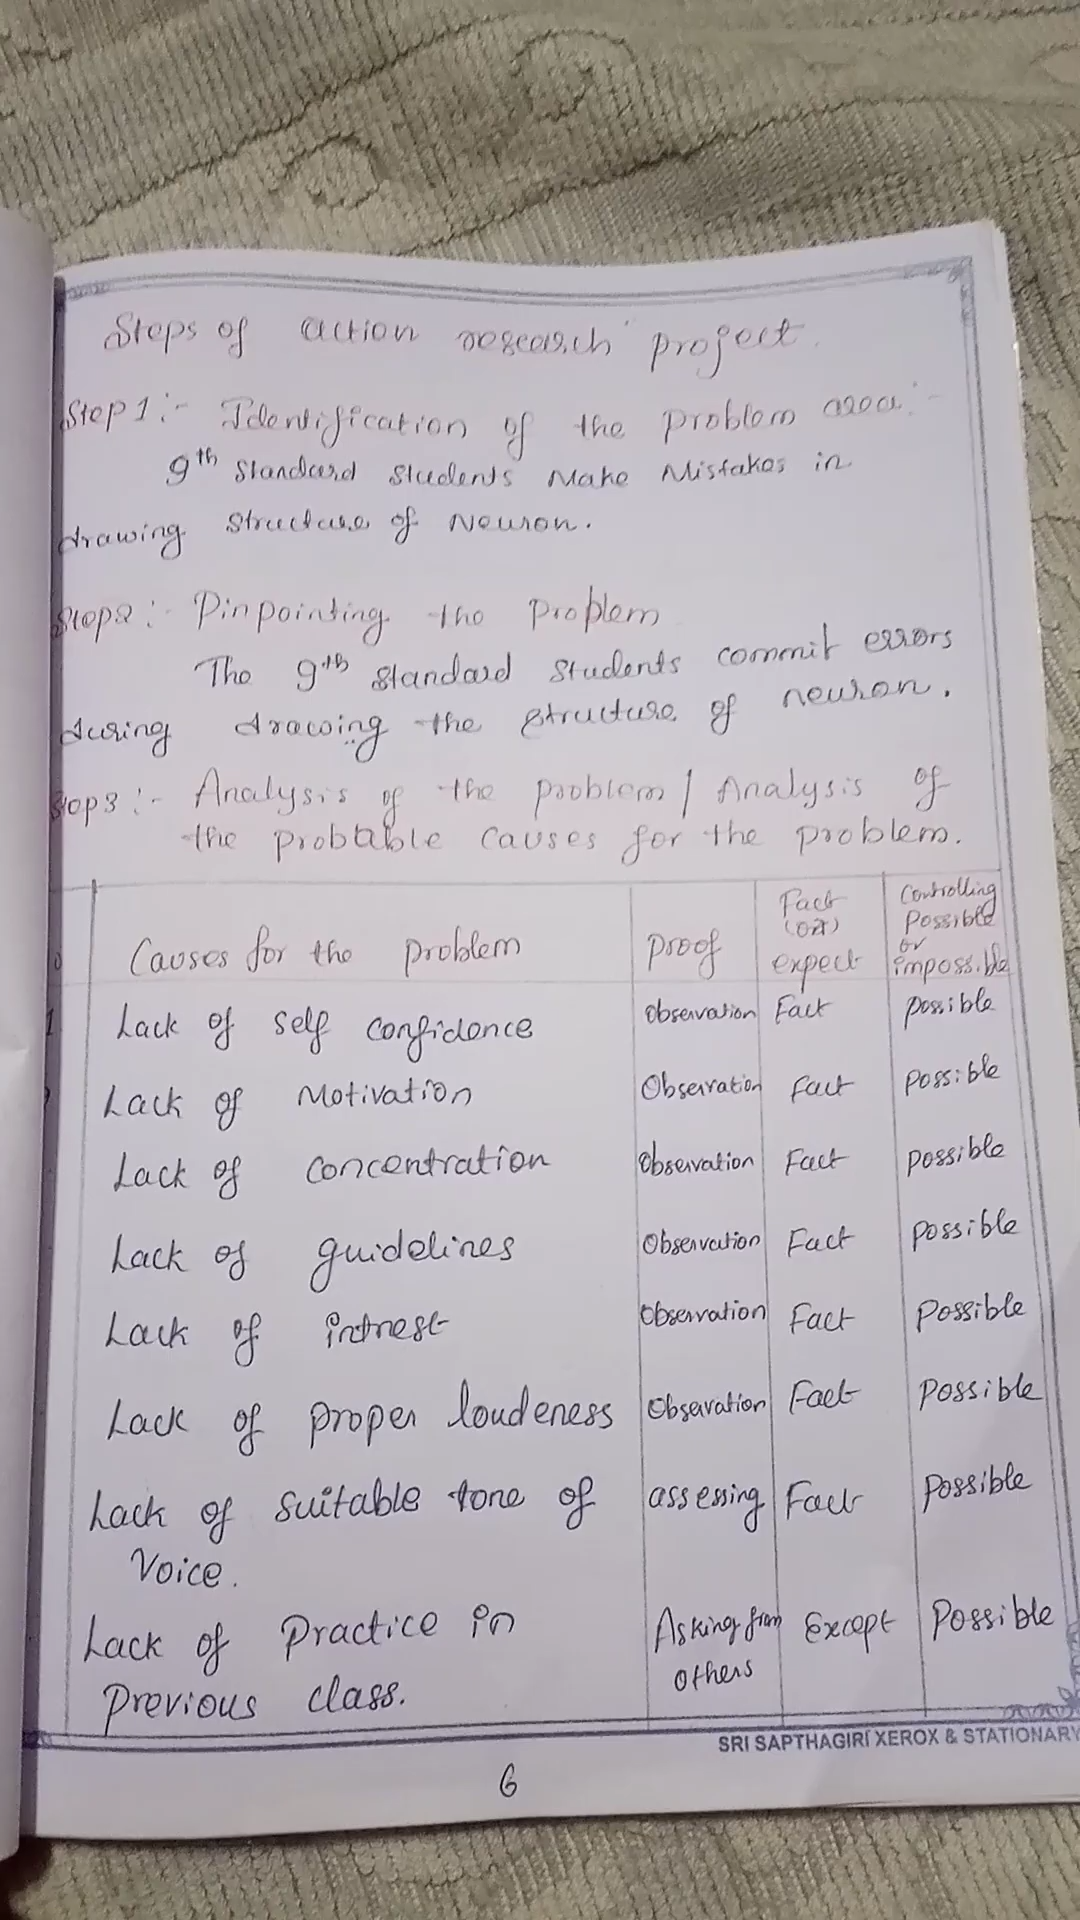 Steps of action research project.
Step 1:- Identification of the problem area:-
9th Standard Students Make Mistakes in
drawing structure of Neuron.
Step2:- Pinpointing the Problem
The 9th standard students commit errors
during drawing the structure of neuron.
Step3:- Analysis of the problem / Analysis of
the probable causes for the problem.
Causes for the problem Proof Fact (or) expect Controlling Possible or impossible
1 Lack of self confidence Observation Fact possible
Lack of Motivation Observation Fact possible
Lack of concentration Observation Fact possible
Lack of guidelines Observation Fact possible
Lack of intrest Observation Fact Possible
Lack of proper loudeness Observation Fact Possible
Lack of suitable tone of assessing Fact Possible
Voice.
Lack of Practice in Asking from Except Possible
Previous class. others
SRI SAPTHAGIRI XEROX & STATIONARY
6